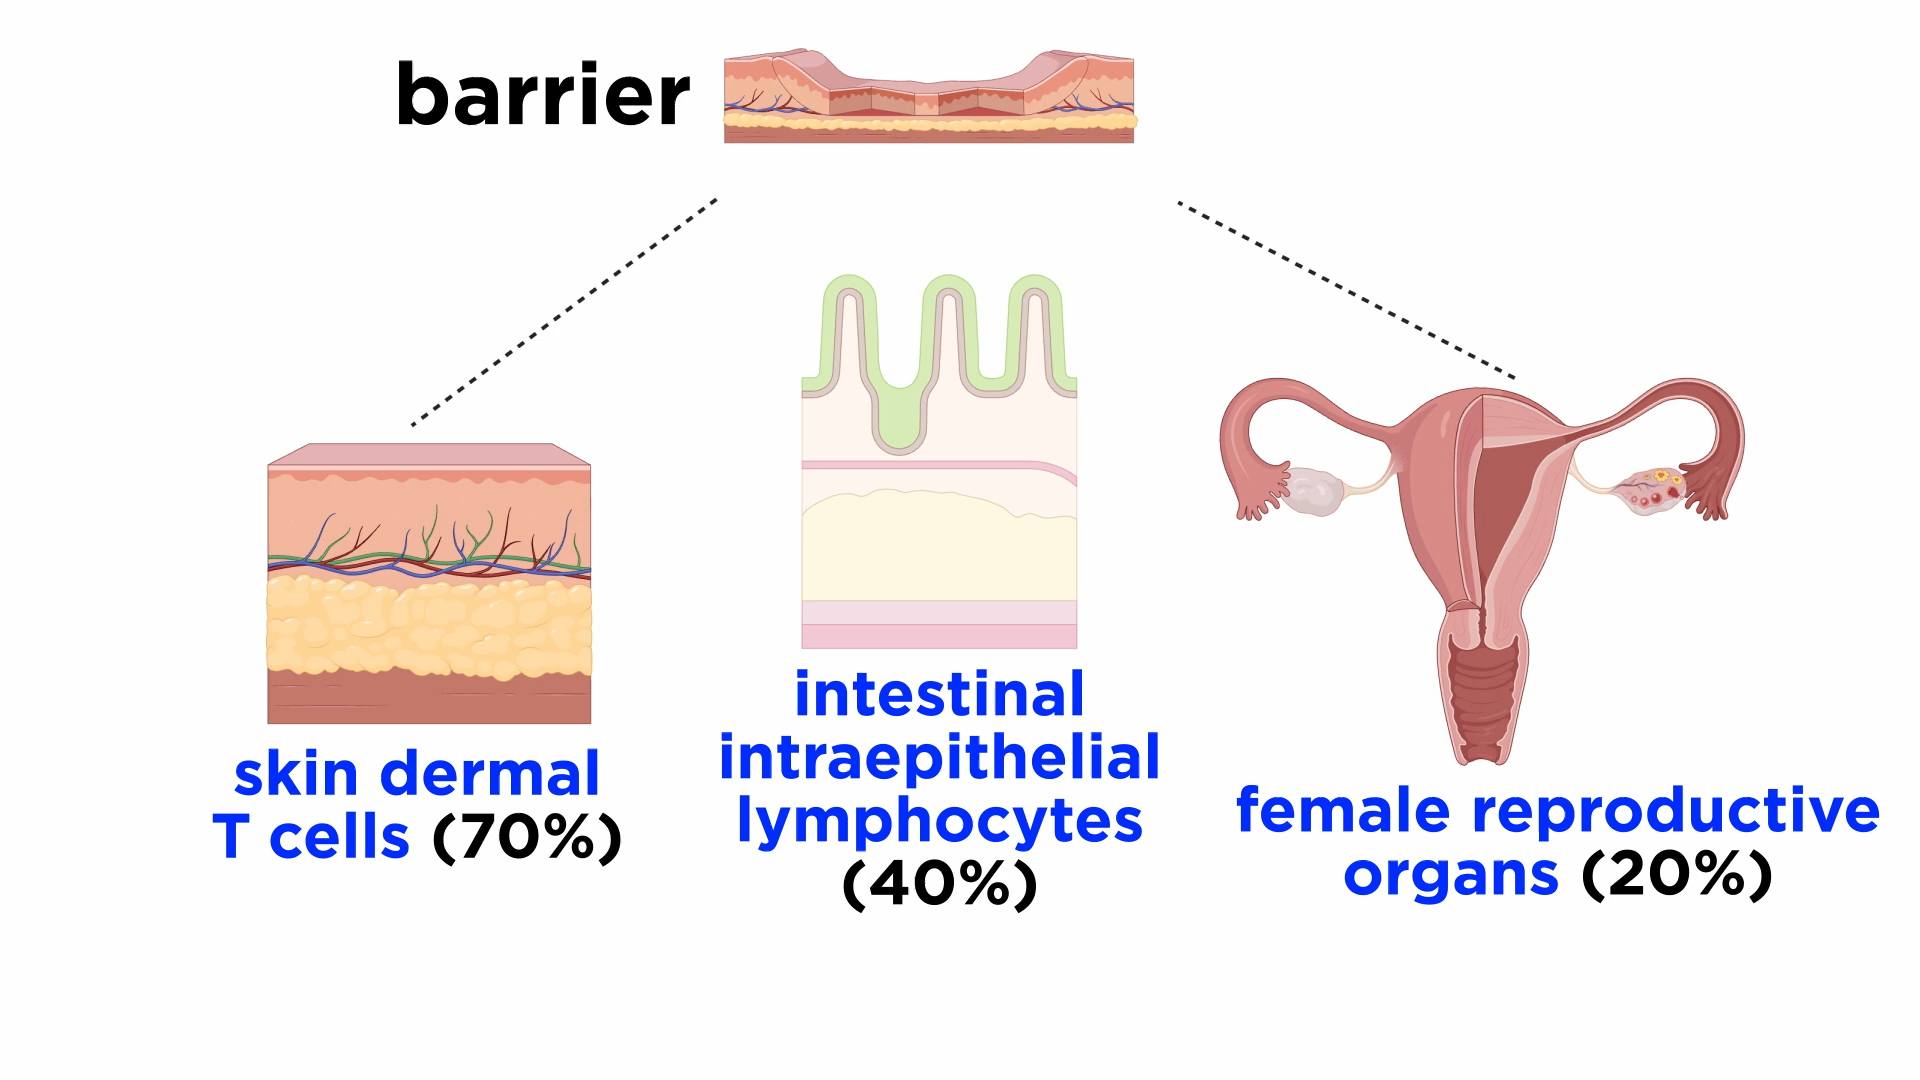 barrier
skin dermal
T cells (70%)
intestinal
intraepithelial
lymphocytes
(40%)
female reproductive
organs (20%)